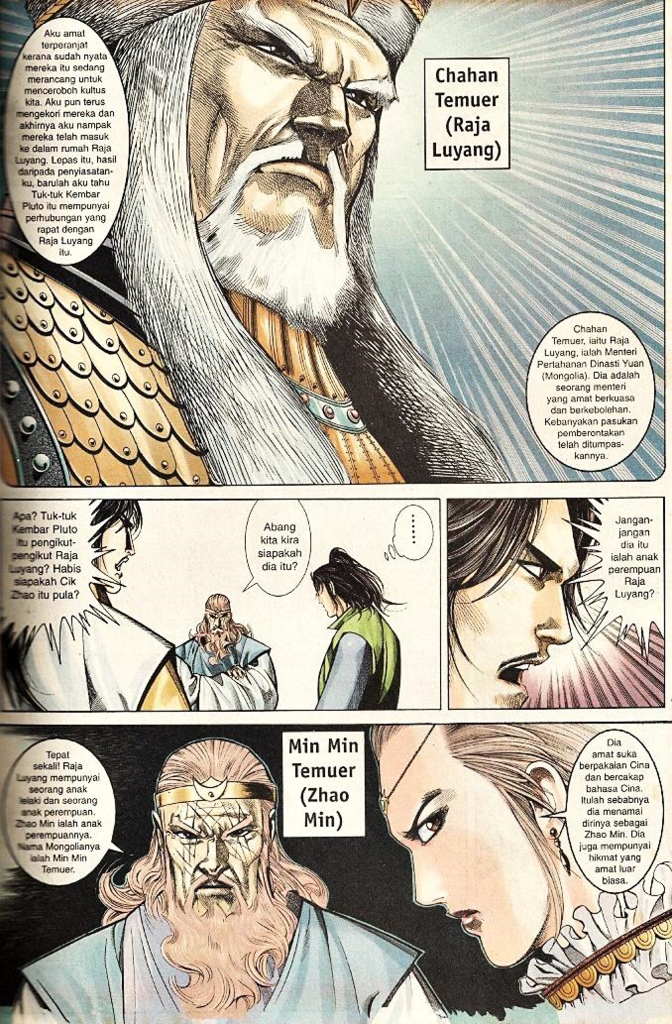 Aku amat
terperanjat
kerana sudah nyata
mereka itu sedang
merancang untuk
menceroboh kultus
kita. Aku pun terus
mengekori mereka dan
akhirnya aku nampak
mereka telah masuk
ke dalam rumah Raja
Luyang. Lepas itu, hasil
daripada penyiasatan-
ku, barulah aku tahu
Tuk-tuk Kembar
Pluto itu mempunyai
perhubungan yang
rapat dengan
Raja Luyang
itu.
Chahan
Temuer
(Raja
Luyang)
Chahan
Temuer, iaitu Raja
Luyang, ialah Menteri
Pertahanan Dinasti Yuan
(Mongolia). Dia adalah
seorang menteri
yang amat berkuasa
dan berkebolehan.
Kebanyakan pasukan
pemberontakan
telah ditumpas-
kannya.
Apa? Tuk-tuk
Kembar Pluto
itu pengikut-
pengikut Raja
Luyang? Habis
siapakah Cik
Zhao itu pula?
Abang
kita kira
siapakah
dia itu?
......
Jangan-
jangan
dia itu
ialah anak
perempuan
Raja
Luyang?
Tepat
sekali! Raja
Luyang mempunyai
seorang anak
lelaki dan seorang
anak perempuan.
Zhao Min ialah anak
perempuannya.
Nama Mongolianya
ialah Min Min
Temuer.
Min Min
Temuer
(Zhao
Min)
Dia
amat suka
berpakaian Cina
dan bercakap
bahasa Cina.
Itulah sebabnya
dia menamai
dirinya sebagai
Zhao Min. Dia
juga mempunyai
hikmat yang
amat luar
biasa.